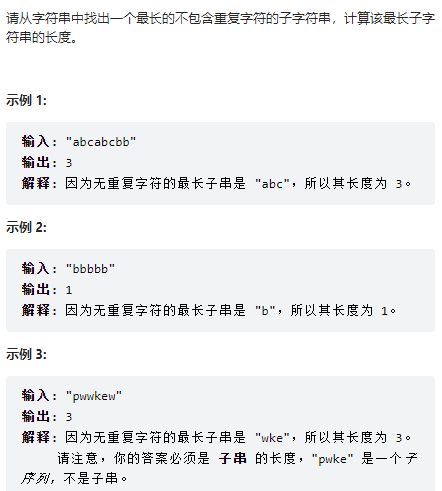 请从字符串中找出一个最长的不包含重复字符的子字符串，计算该最长子字
符串的长度。
示例 1:
输入: "abcabcbb"
输出: 3
解释: 因为无重复字符的最长子串是 "abc"，所以其长度为 3。
示例 2:
输入: "bbbbb"
输出: 1
解释: 因为无重复字符的最长子串是 "b"，所以其长度为 1。
示例 3:
输入: "pwwkew"
输出: 3
解释: 因为无重复字符的最长子串是 "wke"，所以其长度为 3。
请注意，你的答案必须是 子串 的长度，"pwke" 是一个子
序列，不是子串。